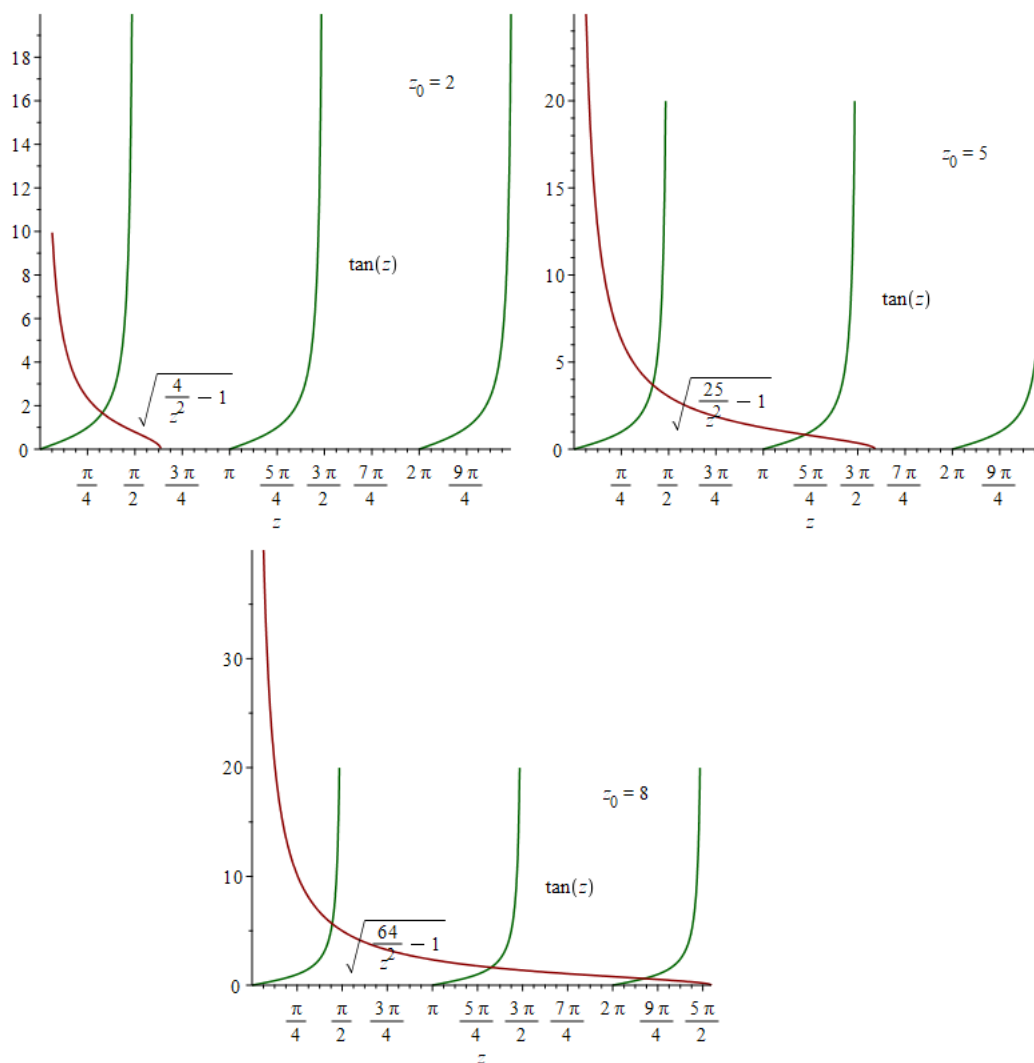 18
16
14
12
10
8
6
4
2
0
z₀ = 2
tan(z)
√(4/z² − 1)
π/4 π/2 3π/4 π 5π/4 3π/2 7π/4 2π 9π/4
z
20
15
10
5
0
z₀ = 5
tan(z)
√(25/z² − 1)
π/4 π/2 3π/4 π 5π/4 3π/2 7π/4 2π 9π/4
z
30
20
10
0
z₀ = 8
tan(z)
√(64/z² − 1)
π/4 π/2 3π/4 π 5π/4 3π/2 7π/4 2π 9π/4 5π/2
z